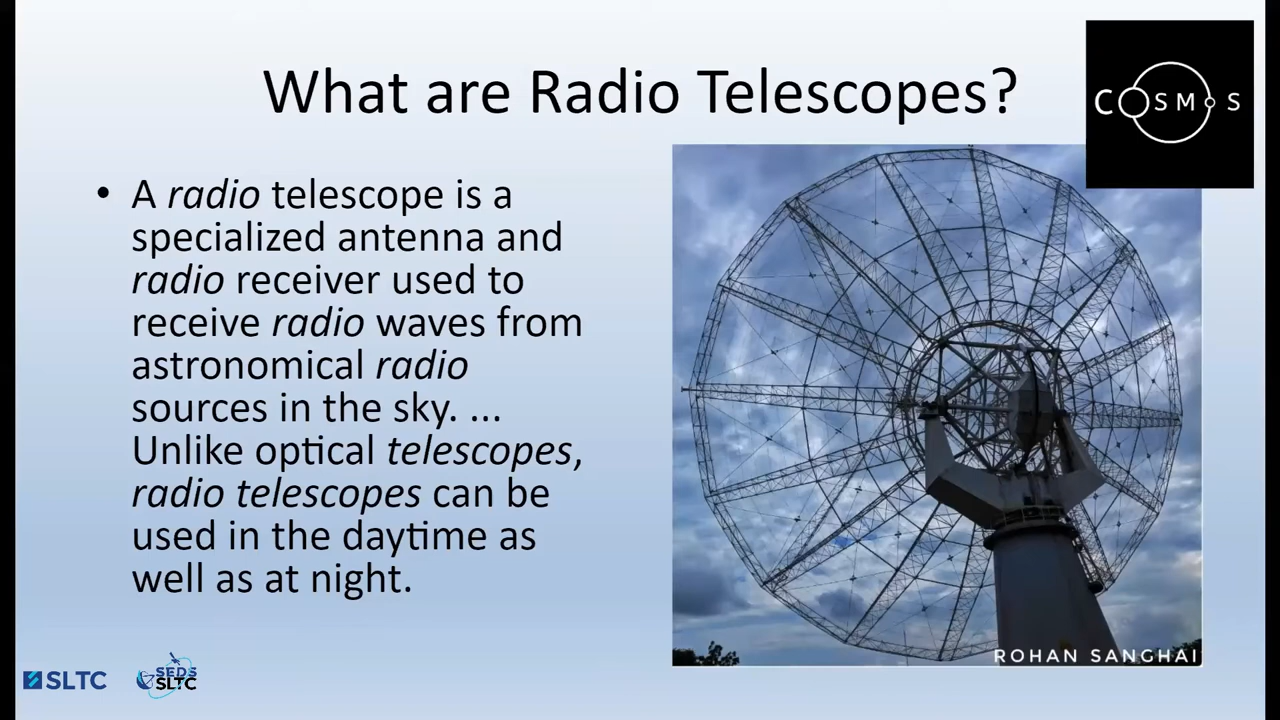 What are Radio Telescopes?
COSMOS
• A radio telescope is a
specialized antenna and
radio receiver used to
receive radio waves from
astronomical radio
sources in the sky. ...
Unlike optical telescopes,
radio telescopes can be
used in the daytime as
well as at night.
ROHAN SANGHAI
SLTC
SEDS
SLTC